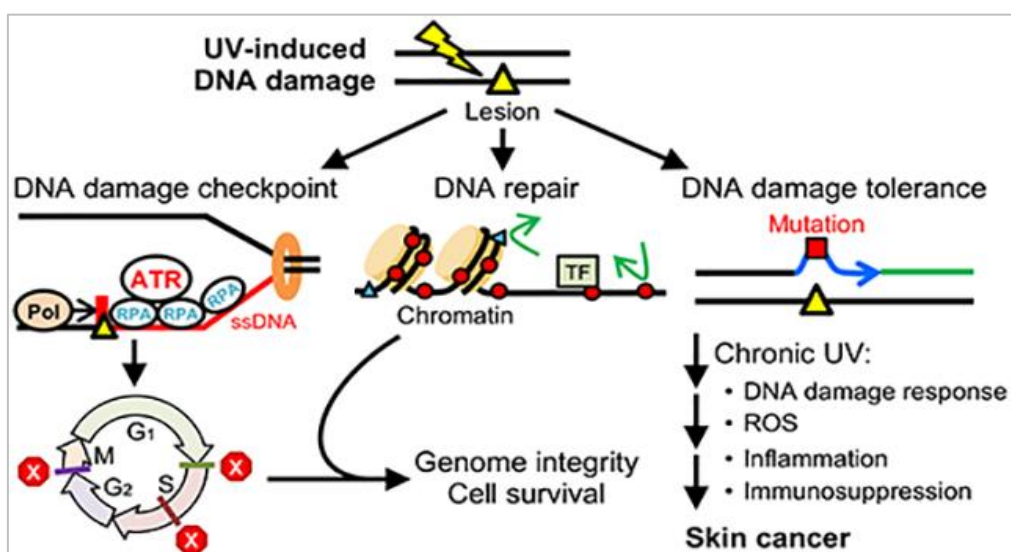 UV-induced
DNA damage
Lesion
DNA damage checkpoint
DNA repair
DNA damage tolerance
Mutation
ATR
RPA
Pol
RPA
RPA
ssDNA
TF
Chromatin
Chronic UV:
• DNA damage response
• ROS
• Inflammation
• Immunosuppression
G1
M
X
X
G2
S
X
Genome integrity
Cell survival
Skin cancer